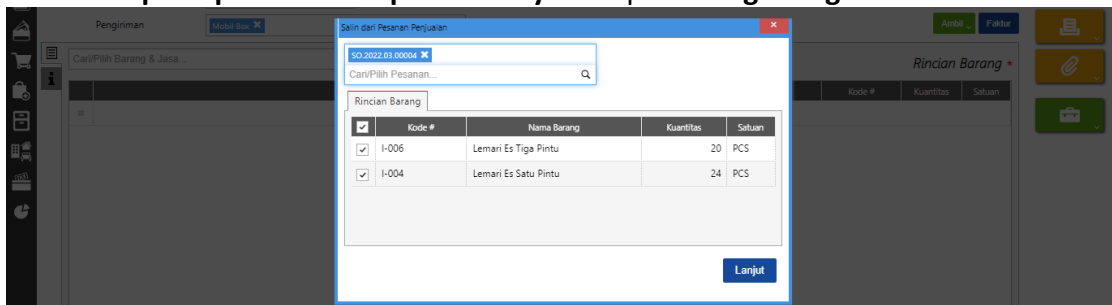 Pengiriman
Mobil Box
Ambil
Faktur
Cari/Pilih Barang & Jasa...
Rincian Barang *
Kode #
Kuantitas
Satuan
Salin dari Pesanan Penjualan
SO.2022.03.00004
Cari/Pilih Pesanan...
Rincian Barang
Kode # Nama Barang Kuantitas Satuan
I-006 Lemari Es Tiga Pintu 20 PCS
I-004 Lemari Es Satu Pintu 24 PCS
Lanjut